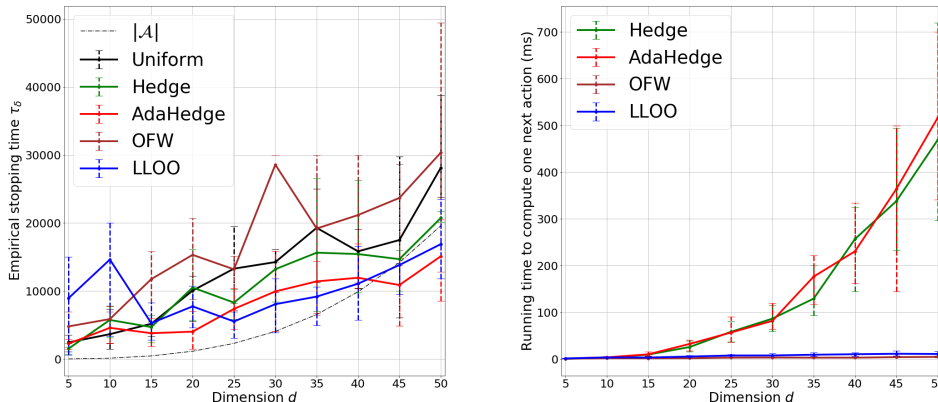 50000
40000
30000
20000
10000
0
Empirical stopping time τδ
|𝒜|
Uniform
Hedge
AdaHedge
OFW
LLOO
5 10 15 20 25 30 35 40 45 50
Dimension d
700
600
500
400
300
200
100
0
Running time to compute one next action (ms)
Hedge
AdaHedge
OFW
LLOO
5 10 15 20 25 30 35 40 45 50
Dimension d